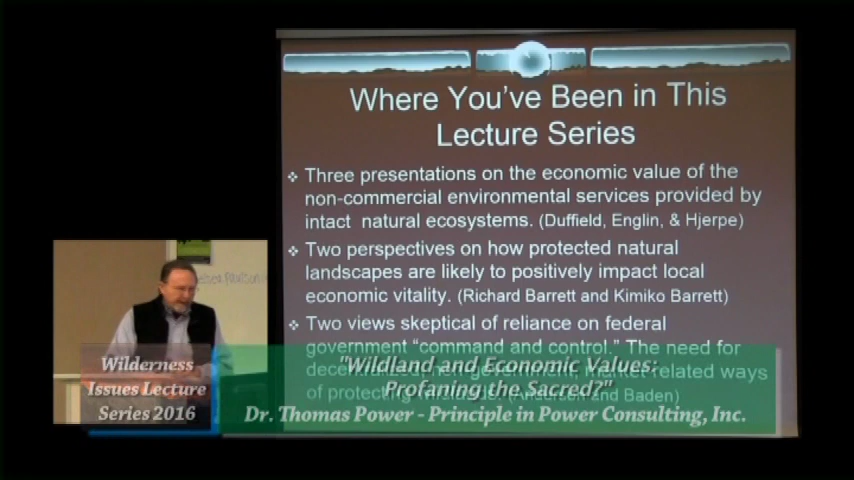 Where You've Been in This
Lecture Series
❖ Three presentations on the economic value of the
non-commercial environmental services provided by
intact natural ecosystems. (Duffield, Englin, & Hjerpe)
❖ Two perspectives on how protected natural
landscapes are likely to positively impact local
economic vitality. (Richard Barrett and Kimiko Barrett)
❖ Two views skeptical of reliance on federal
government "command and control." The need for
related ways
of protecting and Baden)
Wilderness
Issues Lecture
Series 2016
"Wildland and Economic Values:
Profaning the Sacred?"
Dr. Thomas Power - Principle in Power Consulting, Inc.